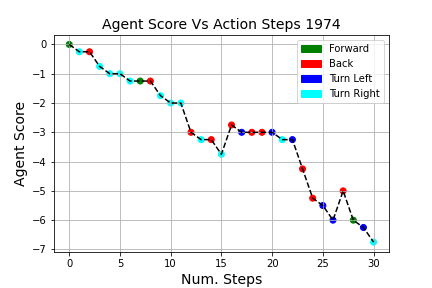 Agent Score Vs Action Steps 1974
Agent Score
0
−1
−2
−3
−4
−5
−6
−7
Forward
Back
Turn Left
Turn Right
0 5 10 15 20 25 30
Num. Steps